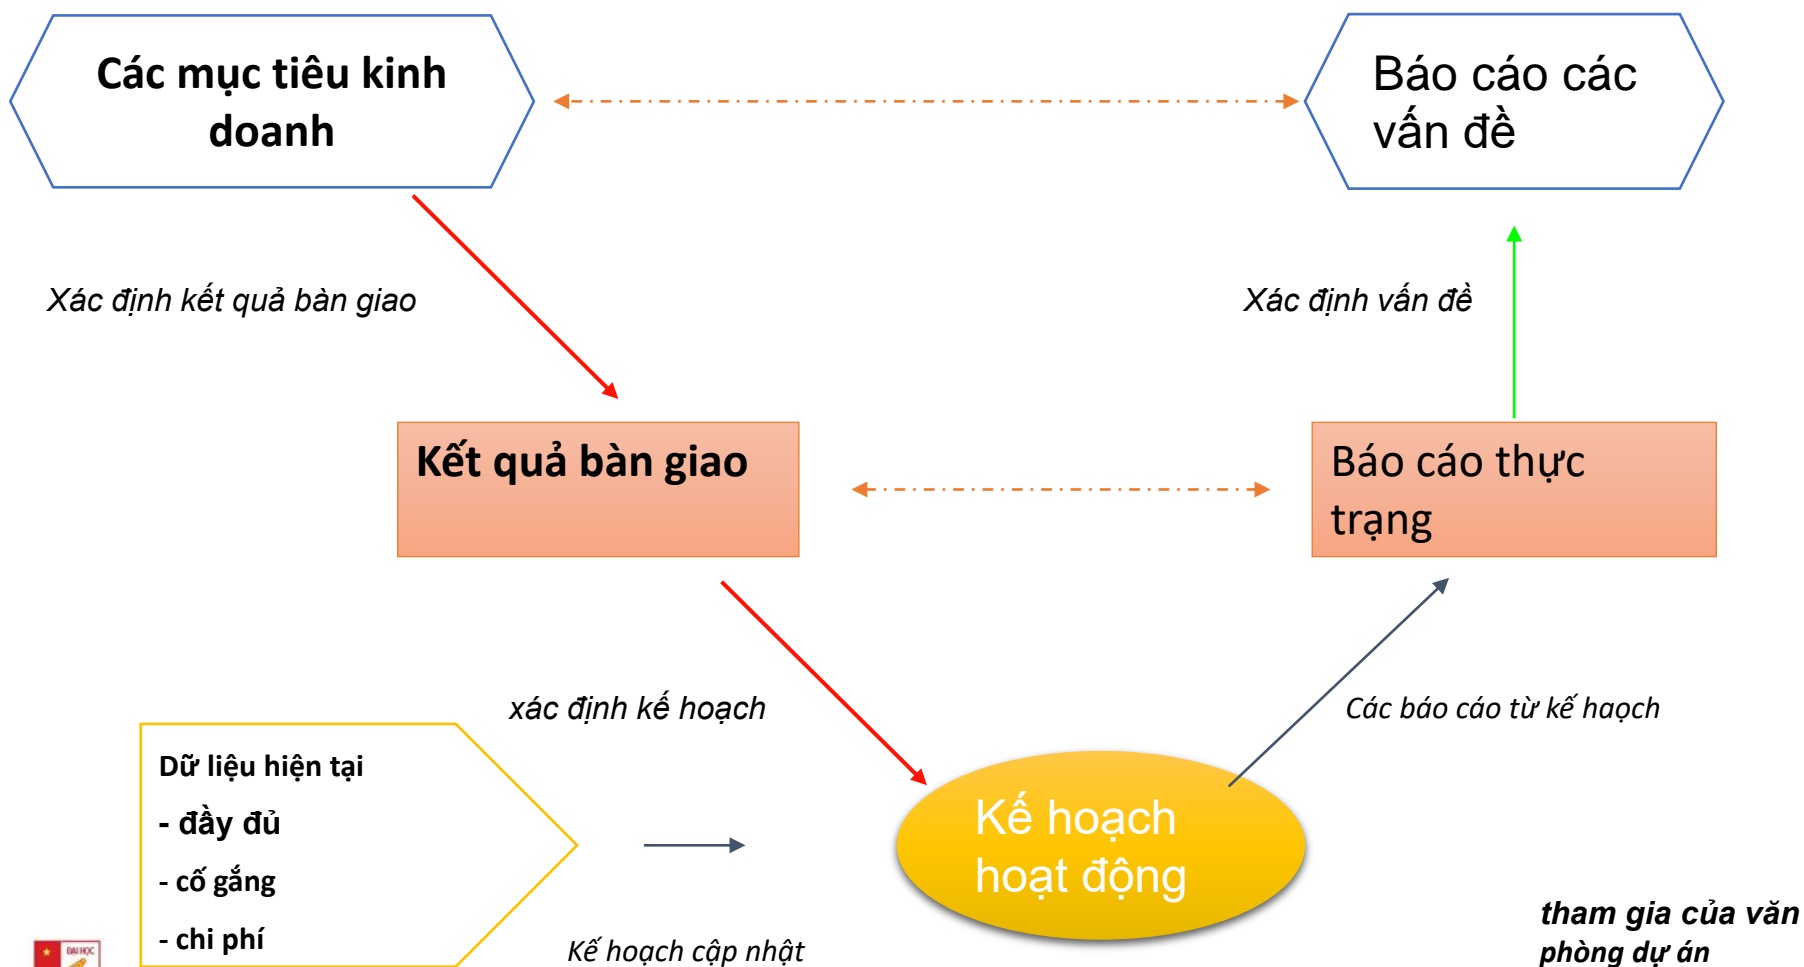 Các mục tiêu kinh
doanh
Báo cáo các
vấn đề
Xác định kết quả bàn giao
Xác định vấn đề
Kết quả bàn giao
Báo cáo thực
trạng
xác định kế hoạch
Các báo cáo từ kế haọch
Dữ liệu hiện tại
- đầy đủ
- cố gắng
- chi phí
Kế hoạch
hoạt động
Kế hoạch cập nhật
tham gia của văn
phòng dự án
ĐẠI HỌC